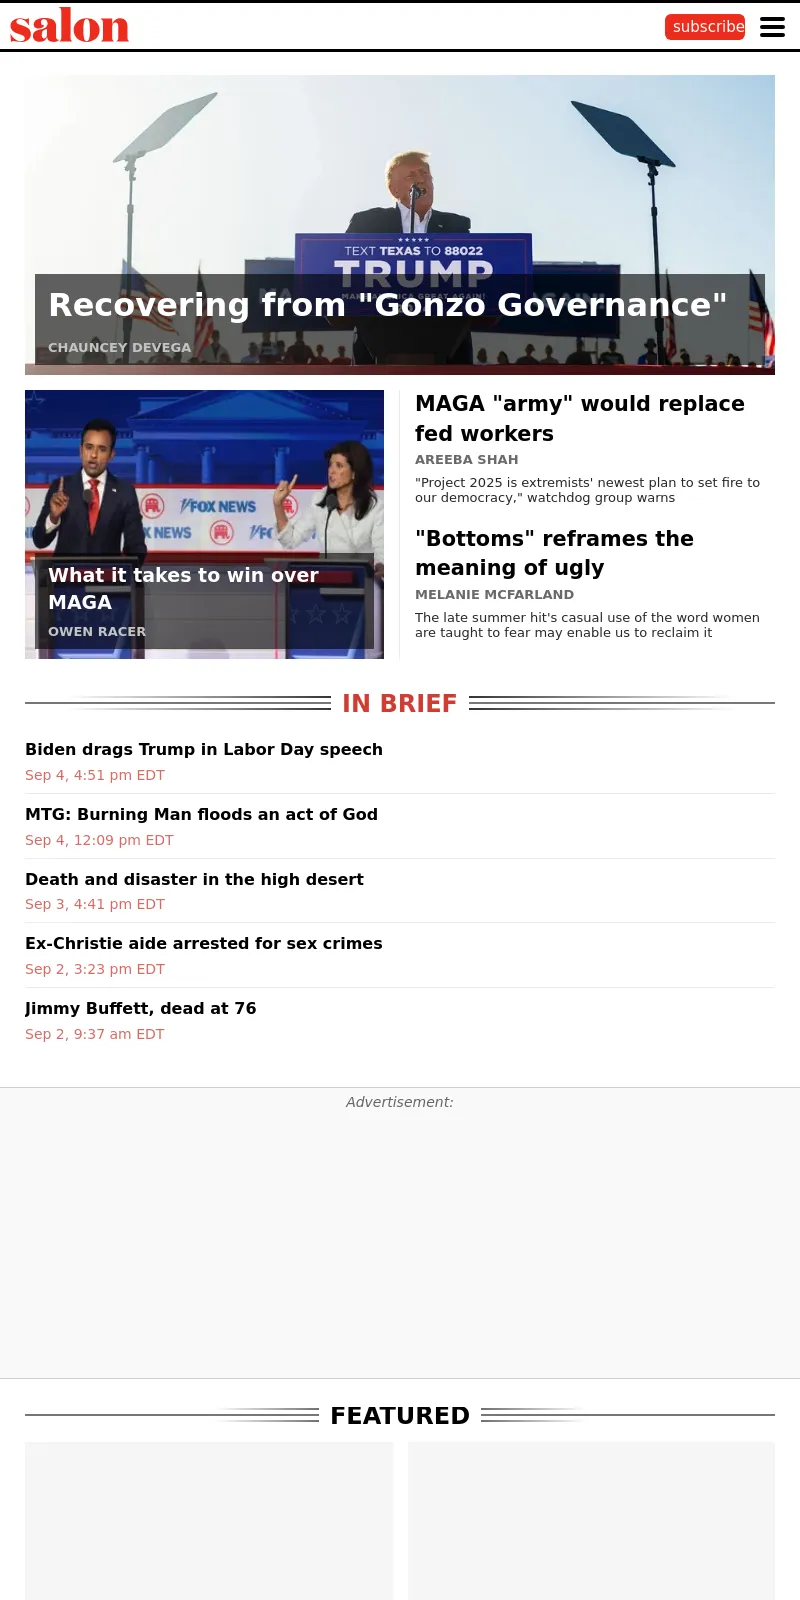 salon
subscribe
TEXT TEXAS TO 88022
TRUMP
Recovering from "Gonzo Governance"
CHAUNCEY DEVEGA
FOX NEWS
NEWS
What it takes to win over
MAGA
OWEN RACER
MAGA "army" would replace
fed workers
AREEBA SHAH
"Project 2025 is extremists' newest plan to set fire to
our democracy," watchdog group warns
"Bottoms" reframes the
meaning of ugly
MELANIE MCFARLAND
The late summer hit's casual use of the word women
are taught to fear may enable us to reclaim it
IN BRIEF
Biden drags Trump in Labor Day speech
Sep 4, 4:51 pm EDT
MTG: Burning Man floods an act of God
Sep 4, 12:09 pm EDT
Death and disaster in the high desert
Sep 3, 4:41 pm EDT
Ex-Christie aide arrested for sex crimes
Sep 2, 3:23 pm EDT
Jimmy Buffett, dead at 76
Sep 2, 9:37 am EDT
Advertisement:
FEATURED